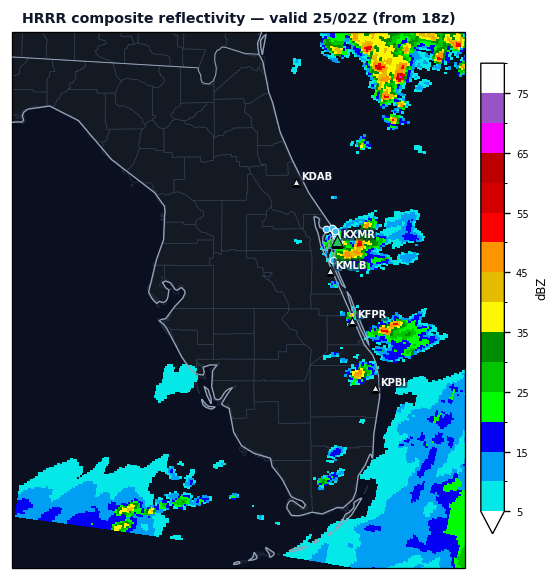 HRRR composite reflectivity — valid 25/02Z (from 18z)
KDAB
KXMR
KMLB
KFPR
KPBI
75
65
55
45
35
25
15
5
dBZ